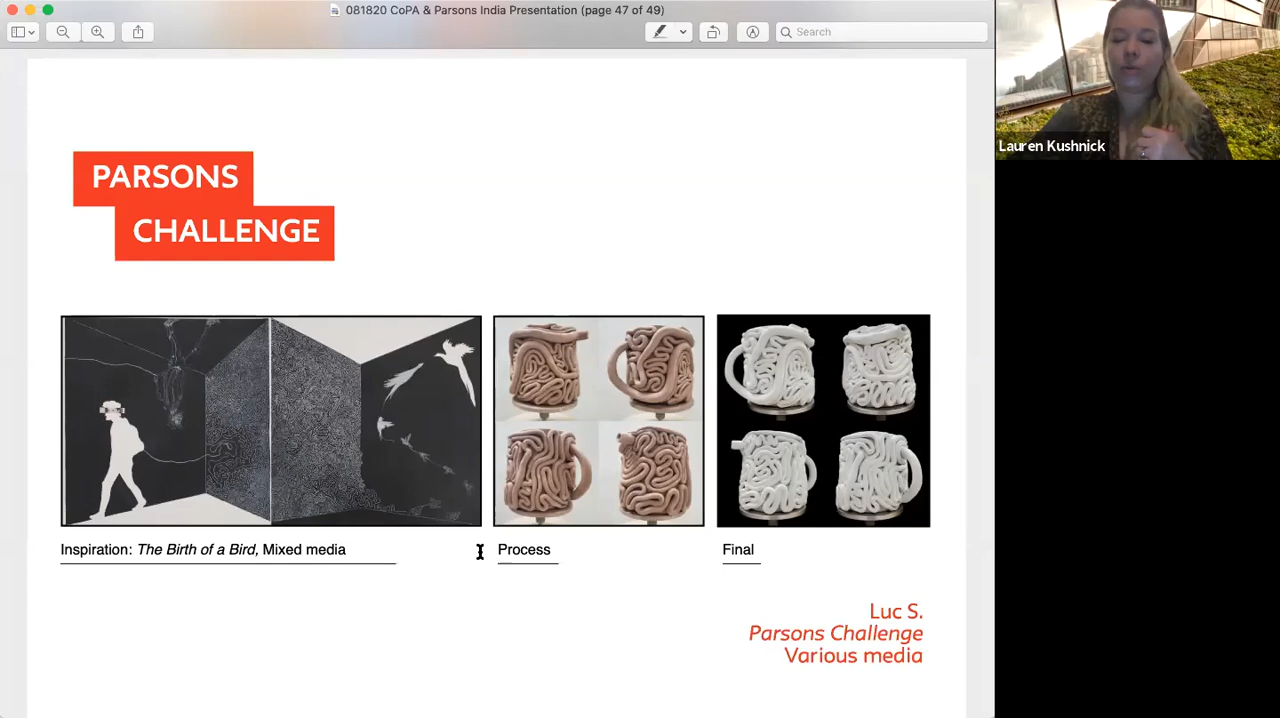 081820 CoPA & Parsons India Presentation (page 47 of 49)
Search
Lauren Kushnick
PARSONS
CHALLENGE
Inspiration: The Birth of a Bird, Mixed media
Process
Final
Luc S.
Parsons Challenge
Various media